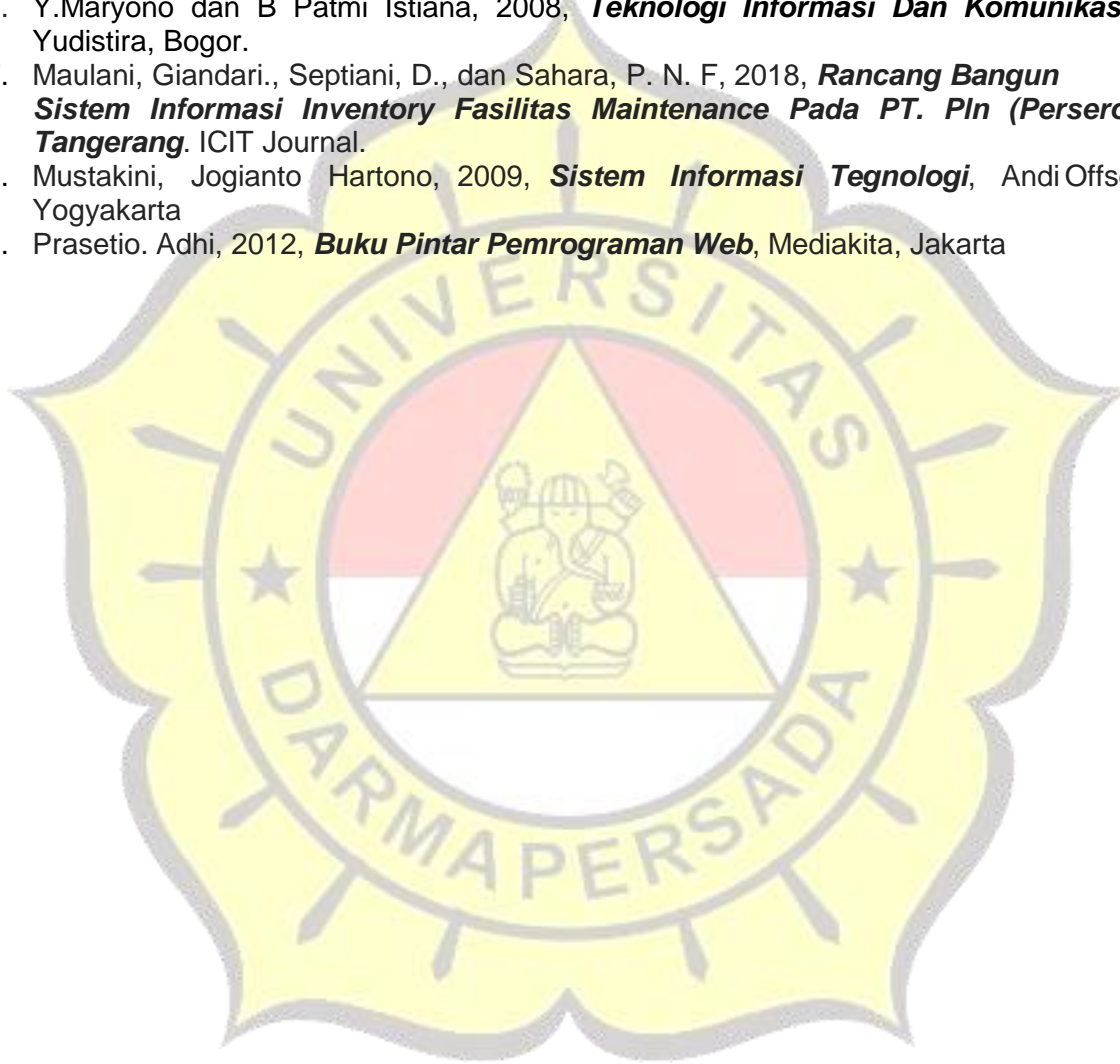 . Y.Maryono dan B Patmi Istiana, 2008, Teknologi Informasi Dan Komunikas
Yudistira, Bogor.
. Maulani, Giandari., Septiani, D., dan Sahara, P. N. F, 2018, Rancang Bangun
Sistem Informasi Inventory Fasilitas Maintenance Pada PT. Pln (Persero
Tangerang. ICIT Journal.
. Mustakini, Jogianto Hartono, 2009, Sistem Informasi Tegnologi, Andi Offs
Yogyakarta
. Prasetio. Adhi, 2012, Buku Pintar Pemrograman Web, Mediakita, Jakarta
UNIVERSITAS
DARMA PERSADA